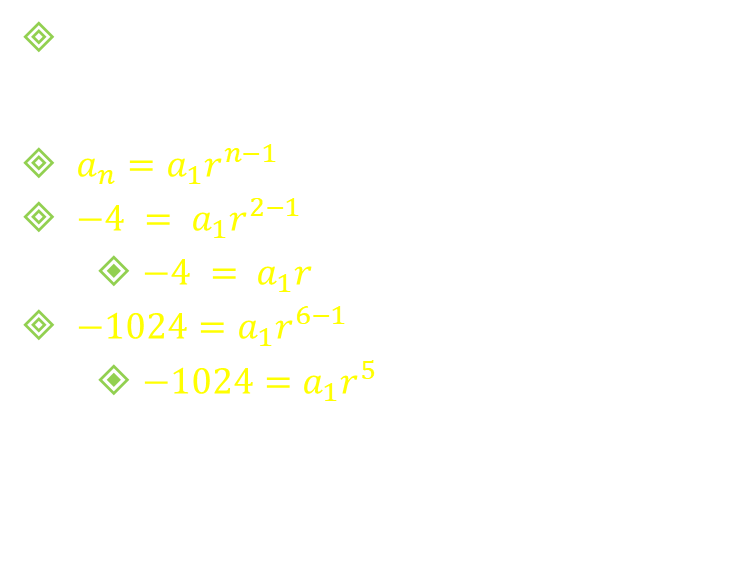 aₙ = a₁rⁿ⁻¹
−4 = a₁r²⁻¹
−4 = a₁r
−1024 = a₁r⁶⁻¹
−1024 = a₁r⁵